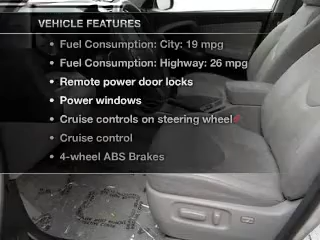 VEHICLE FEATURES
• Fuel Consumption: City: 19 mpg
• Fuel Consumption: Highway: 26 mpg
• Remote power door locks
• Power windows
• Cruise controls on steering wheel
• Cruise control
• 4-wheel ABS Brakes